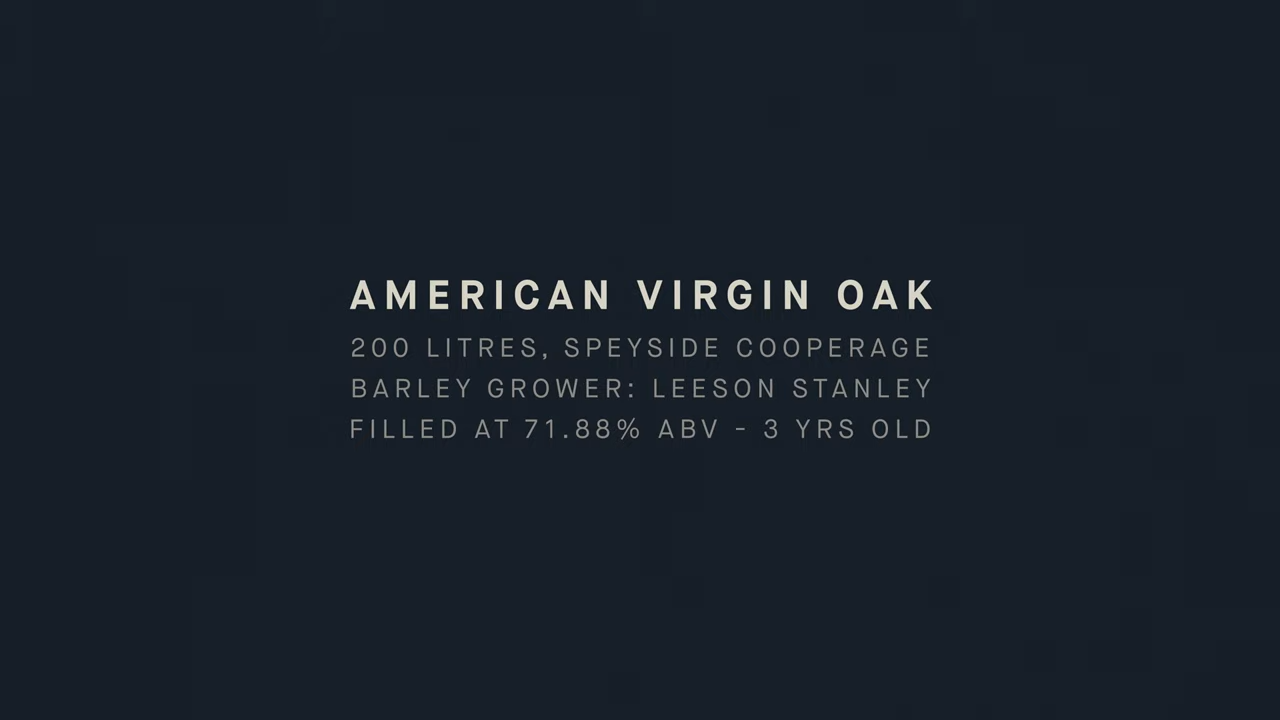 AMERICAN VIRGIN OAK
200 LITRES, SPEYSIDE COOPERAGE
BARLEY GROWER: LEESON STANLEY
FILLED AT 71.88% ABV - 3 YRS OLD